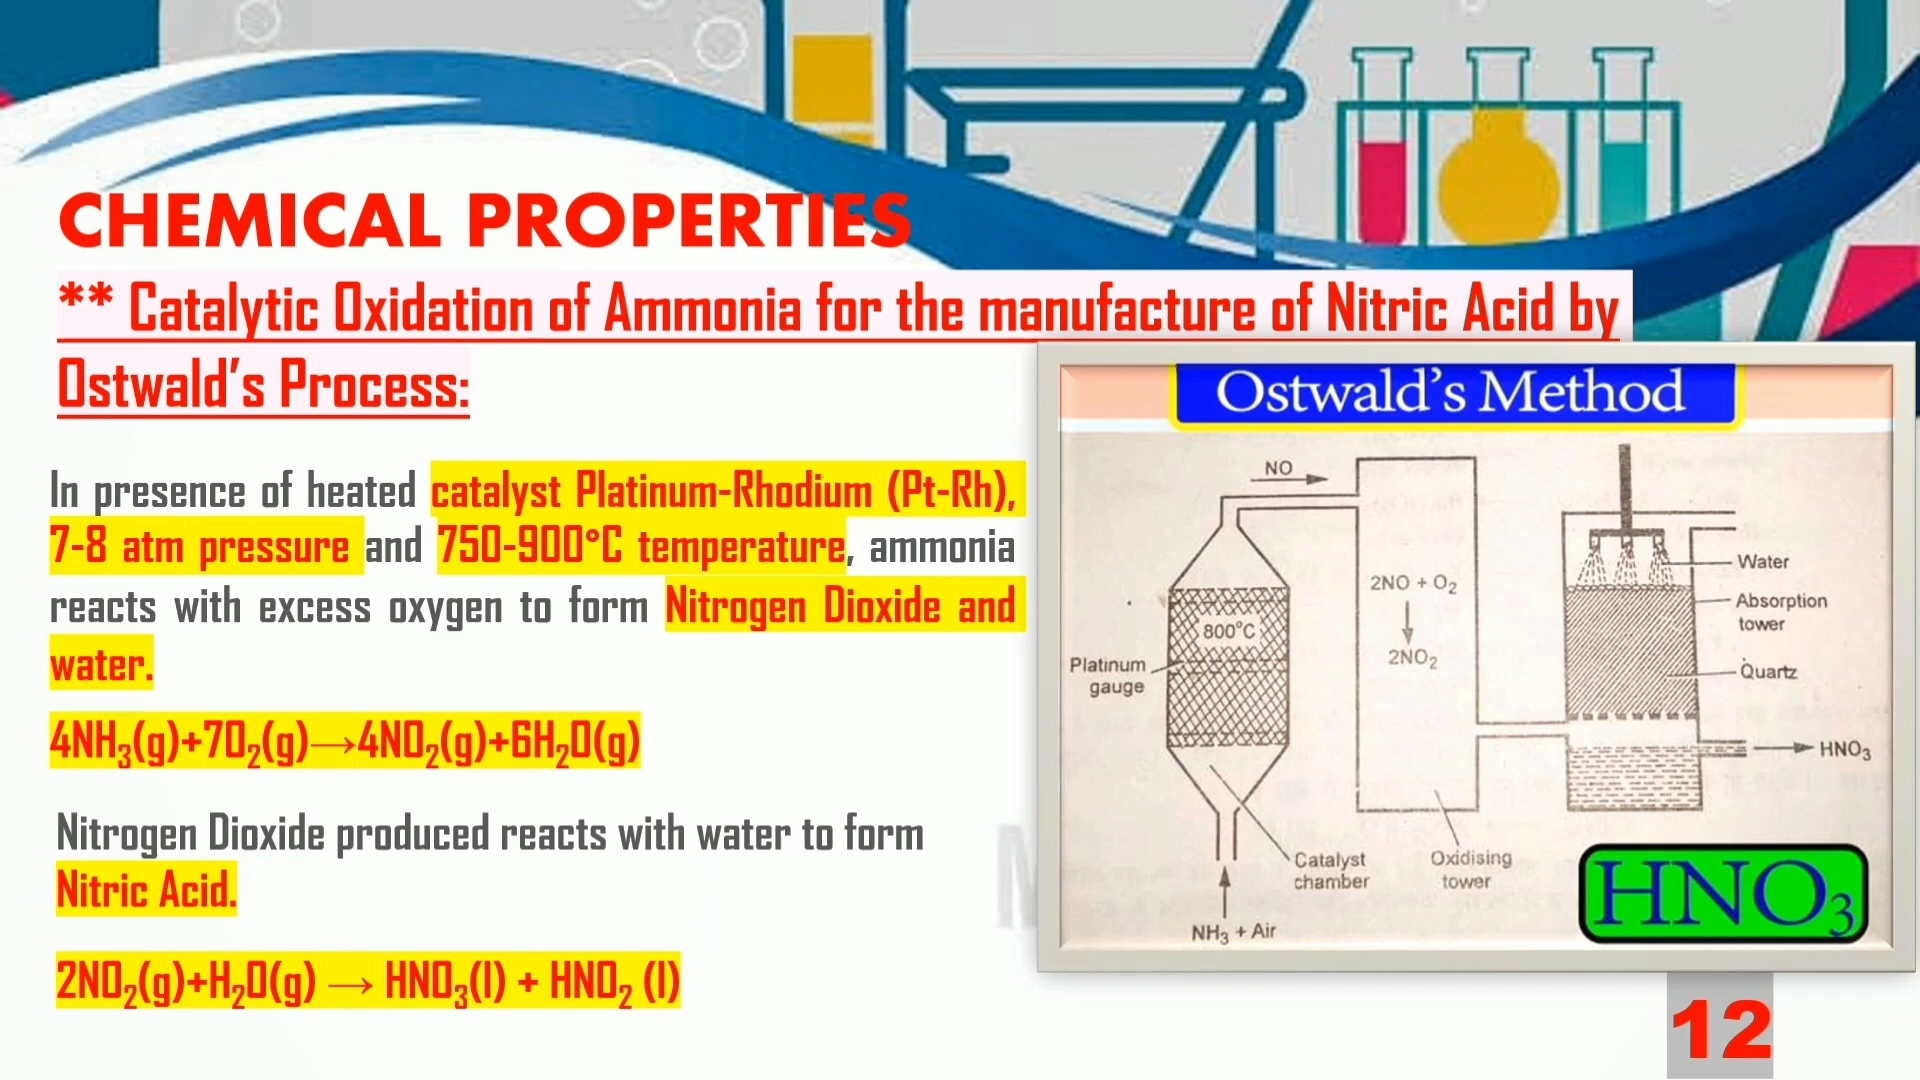 CHEMICAL PROPERTIES
** Catalytic Oxidation of Ammonia for the manufacture of Nitric Acid by
Ostwald’s Process:
In presence of heated catalyst Platinum-Rhodium (Pt-Rh),
7-8 atm pressure and 750-900°C temperature, ammonia
reacts with excess oxygen to form Nitrogen Dioxide and
water.
4NH₃(g)+7O₂(g)→4NO₂(g)+6H₂O(g)
Nitrogen Dioxide produced reacts with water to form
Nitric Acid.
2NO₂(g)+H₂O(g) → HNO₃(l) + HNO₂ (l)
Ostwald’s Method
NO
2NO + O₂
2NO₂
800°C
Platinum
gauge
Water
Absorption
tower
Quartz
HNO₃
Catalyst
chamber
Oxidising
tower
NH₃ + Air
HNO₃
12